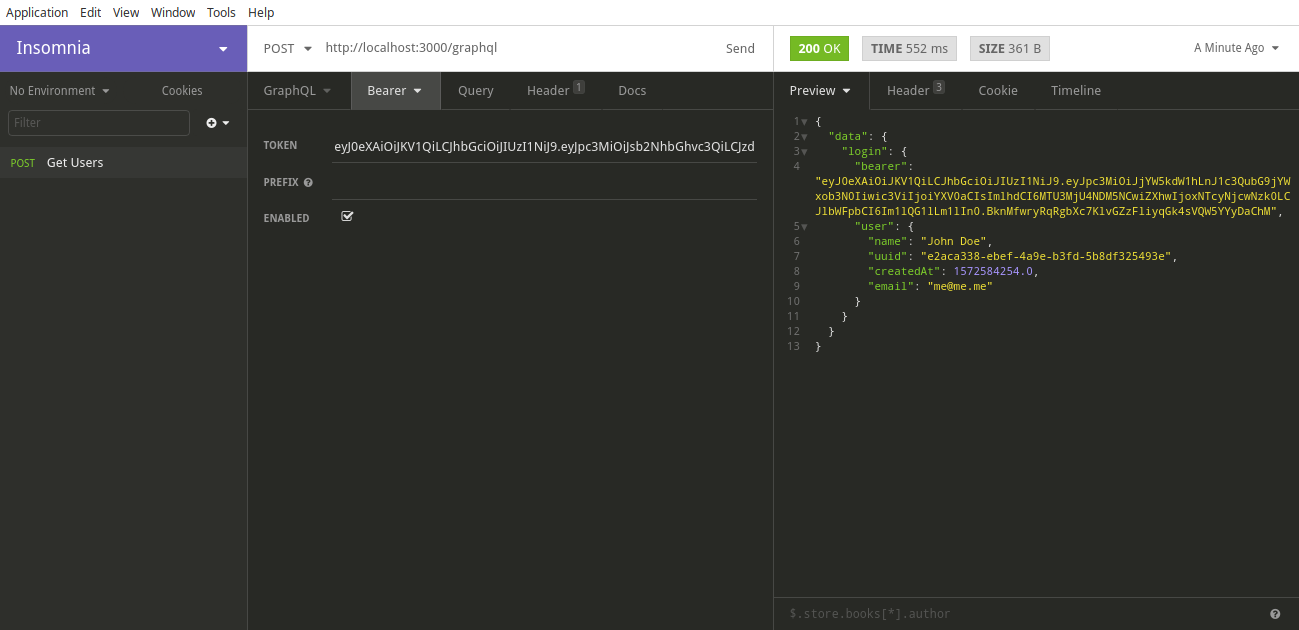 Application Edit View Window Tools Help
Insomnia
POST http://localhost:3000/graphql Send
200 OK TIME 552 ms SIZE 361 B A Minute Ago
No Environment Cookies
GraphQL Bearer Query Header 1 Docs
Preview Header 3 Cookie Timeline
Filter
POST Get Users
TOKEN eyJ0eXAiOiJKV1QiLCJhbGciOiJIUzI1NiJ9.eyJpc3MiOiJsb2NhbGhvc3QiLCJzd
PREFIX
ENABLED
1 {
2 "data": {
3 "login": {
4 "bearer":
"eyJ0eXAiOiJKV1QiLCJhbGciOiJIUzI1NiJ9.eyJpc3MiOiJjYW5kdW1hLnJ1c3QubG9jYW
xob3N0Iiwic3ViIjoiYXV0aCIsImlhdCI6MTU3MjU4NDM5NCwiZXhwIjoxNTcyNjcwNzk0LC
JlbWFpbCI6Im1lQG1lLm1lIn0.BknMfwryRqRgbXc7KlvGZzFliyqGk4sVQW5YYyDaChM",
5 "user": {
6 "name": "John Doe",
7 "uuid": "e2aca338-ebef-4a9e-b3fd-5b8df325493e",
8 "createdAt": 1572584254.0,
9 "email": "me@me.me"
10 }
11 }
12 }
13 }
$.store.books[*].author